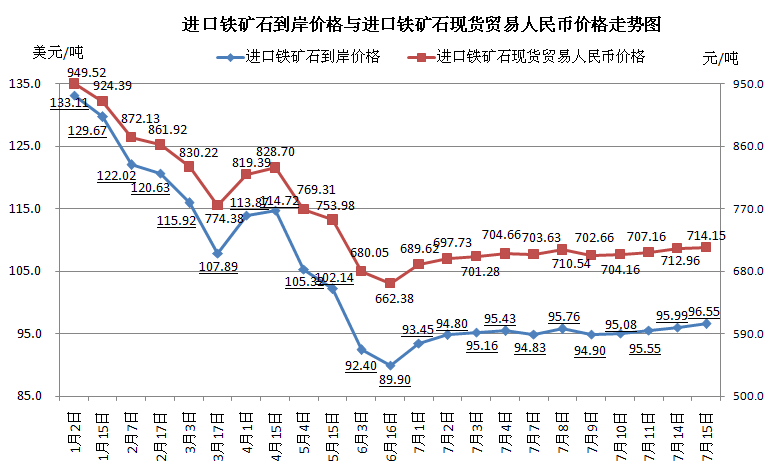 进口铁矿石到岸价格与进口铁矿石现货贸易人民币价格走势图
美元/吨
进口铁矿石到岸价格
进口铁矿石现货贸易人民币价格
元/吨
135.0
125.0
115.0
105.0
95.0
85.0
950.0
860.0
770.0
680.0
590.0
500.0
949.52
924.39
872.13
861.92
830.22
774.38
819.39
828.70
769.31
753.98
680.05
662.38
689.62
697.73
701.28
704.66
703.63
710.54
702.66
704.16
707.16
712.96
714.15
133.11
129.67
122.02
120.63
115.92
107.89
113.87
114.72
105.35
102.14
92.40
89.90
93.45
94.80
95.16
95.43
94.83
95.76
94.90
95.08
95.55
95.99
96.55
1月2日
1月15日
2月7日
2月17日
3月3日
3月17日
4月1日
4月15日
5月4日
5月15日
6月3日
6月16日
7月1日
7月2日
7月3日
7月4日
7月7日
7月8日
7月9日
7月10日
7月11日
7月14日
7月15日